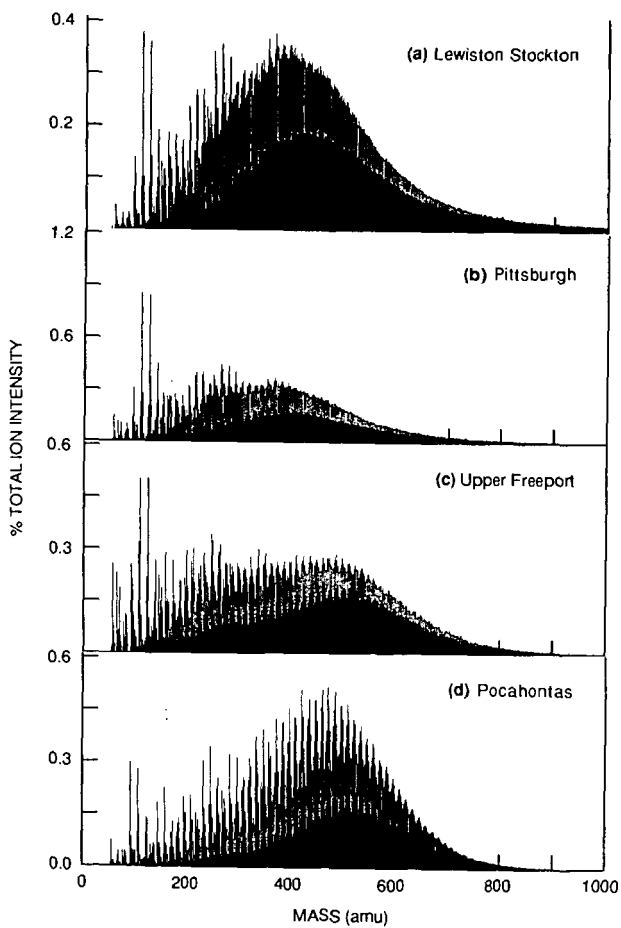 0.4
(a) Lewiston Stockton
0.2
1.2
(b) Pittsburgh
0.6
% TOTAL ION INTENSITY
0.6
(c) Upper Freeport
0.3
0.6
(d) Pocahontas
0.3
0.0
0 200 400 600 800 1000
MASS (amu)